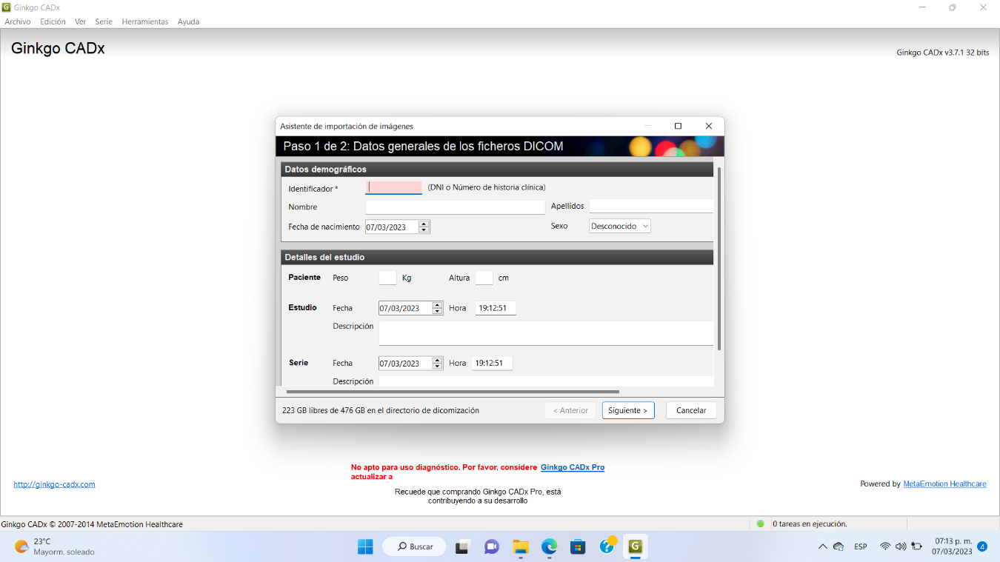 Ginkgo CADx
Archivo Edición Ver Serie Herramientas Ayuda
Ginkgo CADx
Ginkgo CADx v3.7.1 32 bits
Asistente de importación de imágenes
Paso 1 de 2: Datos generales de los ficheros DICOM
Datos demográficos
Identificador * (DNI o Número de historia clínica)
Nombre Apellidos
Fecha de nacimiento 07/03/2023 Sexo Desconocido
Detalles del estudio
Paciente Peso Kg Altura cm
Estudio Fecha 07/03/2023 Hora 19:12:51
Descripción
Serie Fecha 07/03/2023 Hora 19:12:51
Descripción
223 GB libres de 476 GB en el directorio de dicomización < Anterior Siguiente > Cancelar
No apto para uso diagnóstico. Por favor, considere Ginkgo CADx Pro
actualizar a
http://ginkgo-cadx.com
Powered by MetaEmotion Healthcare
Recuede que comprando Ginkgo CADx Pro, está
contribuyendo a su desarrollo
Ginkgo CADx © 2007-2014 MetaEmotion Healthcare 0 tareas en ejecución.
23°C
Mayorm. soleado
Buscar
ESP
07:13 p. m.
07/03/2023
4